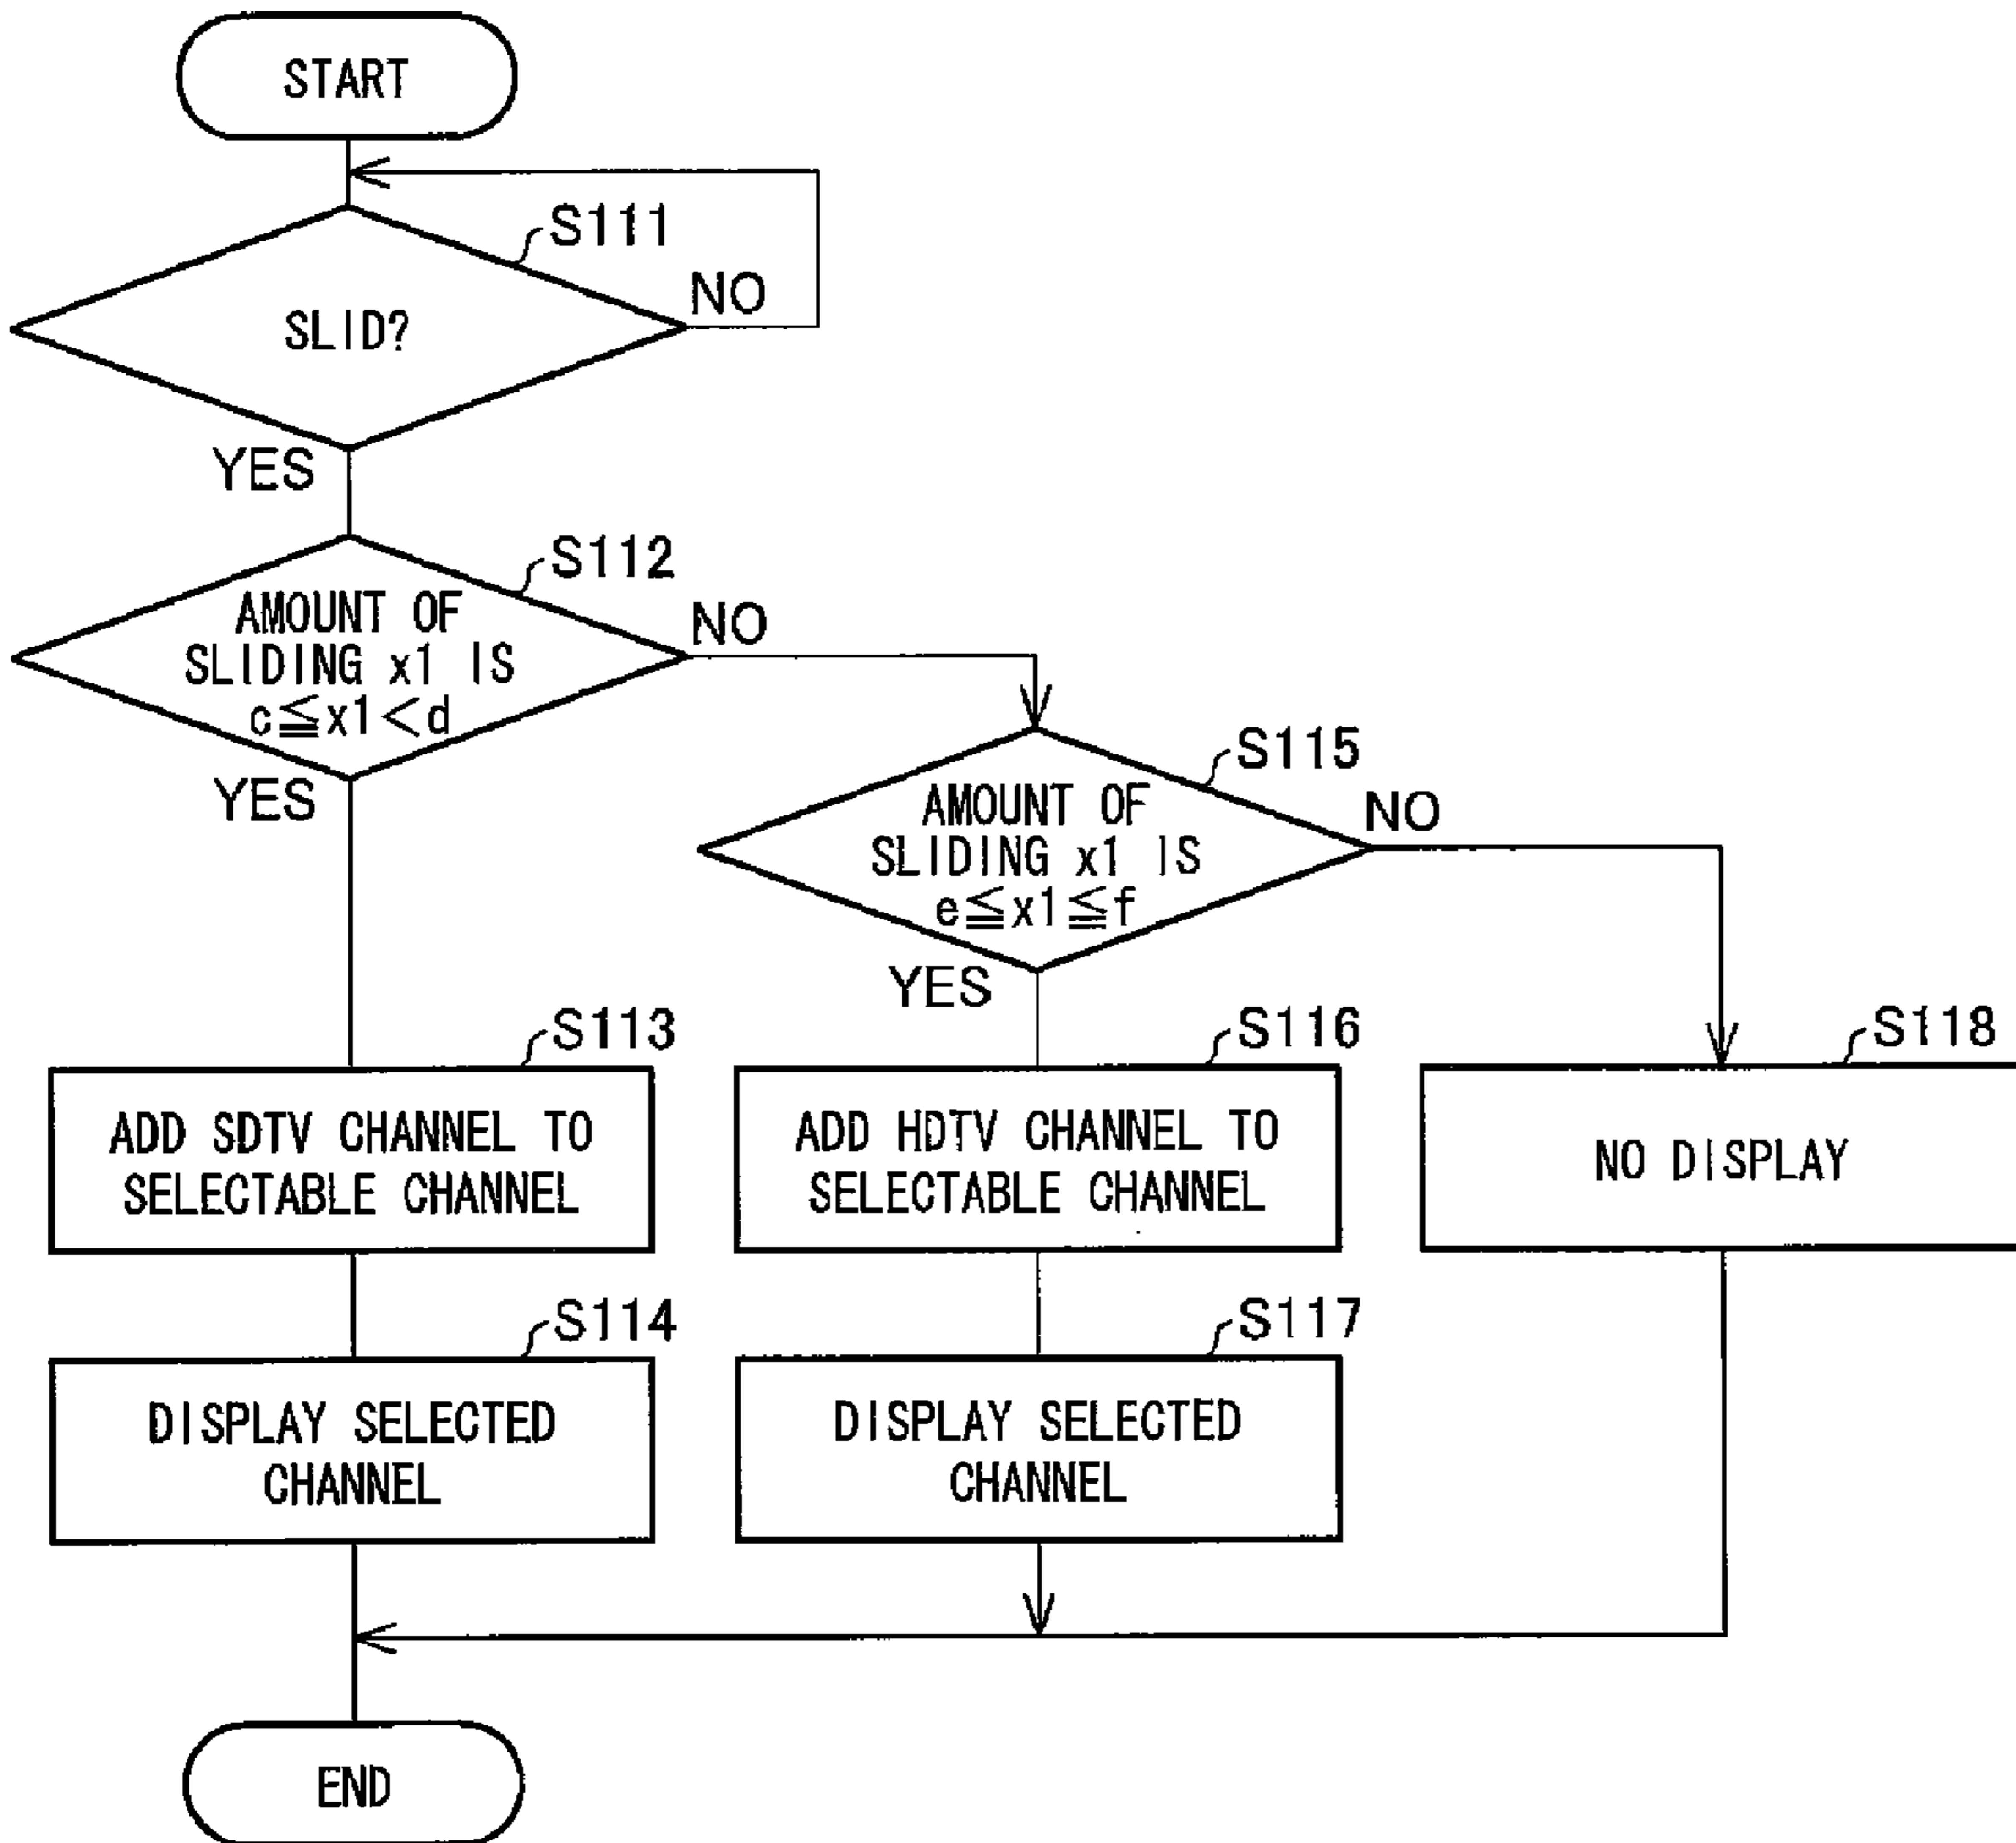 START
S111
SLID?
NO
YES
S112
AMOUNT OF
SLIDING x1 IS
c≦x1<d
NO
YES
S115
AMOUNT OF
SLIDING x1 IS
e≦x1≦f
NO
YES
S113
ADD SDTV CHANNEL TO
SELECTABLE CHANNEL
S116
ADD HDTV CHANNEL TO
SELECTABLE CHANNEL
S118
NO DISPLAY
S114
DISPLAY SELECTED
CHANNEL
S117
DISPLAY SELECTED
CHANNEL
END